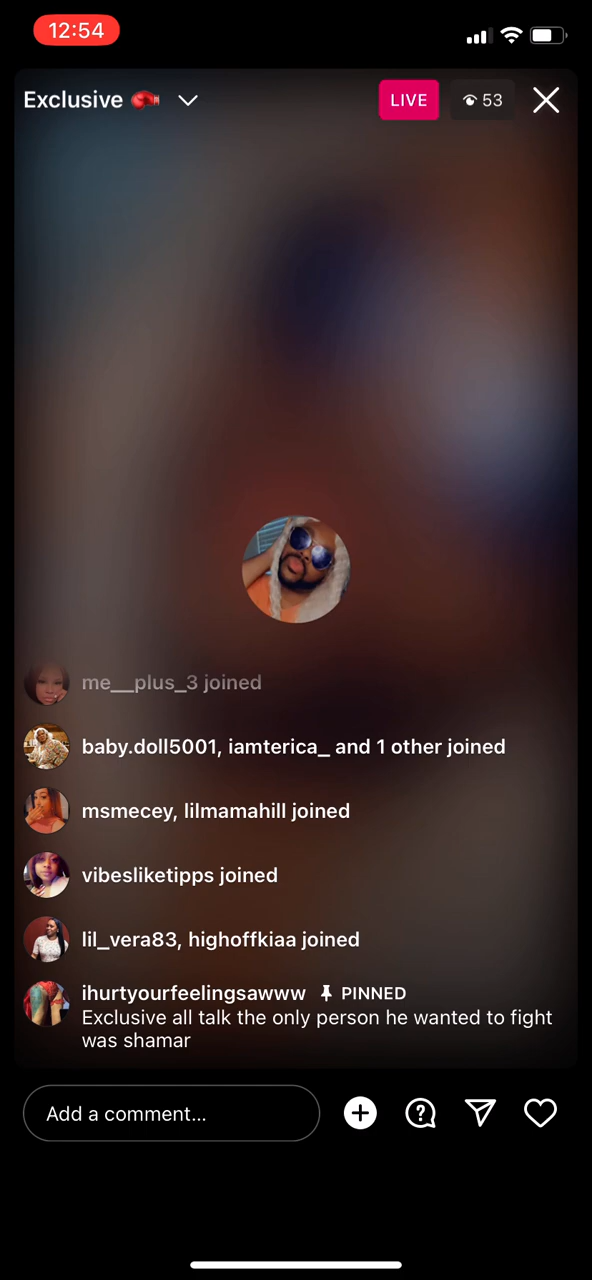 12:54
Exclusive 🥊
LIVE
53
me__plus_3 joined
baby.doll5001, iamterica_ and 1 other joined
msmecey, lilmamahill joined
vibesliketipps joined
lil_vera83, highoffkiaa joined
ihurtyourfeelingsawww PINNED
Exclusive all talk the only person he wanted to fight
was shamar
Add a comment...